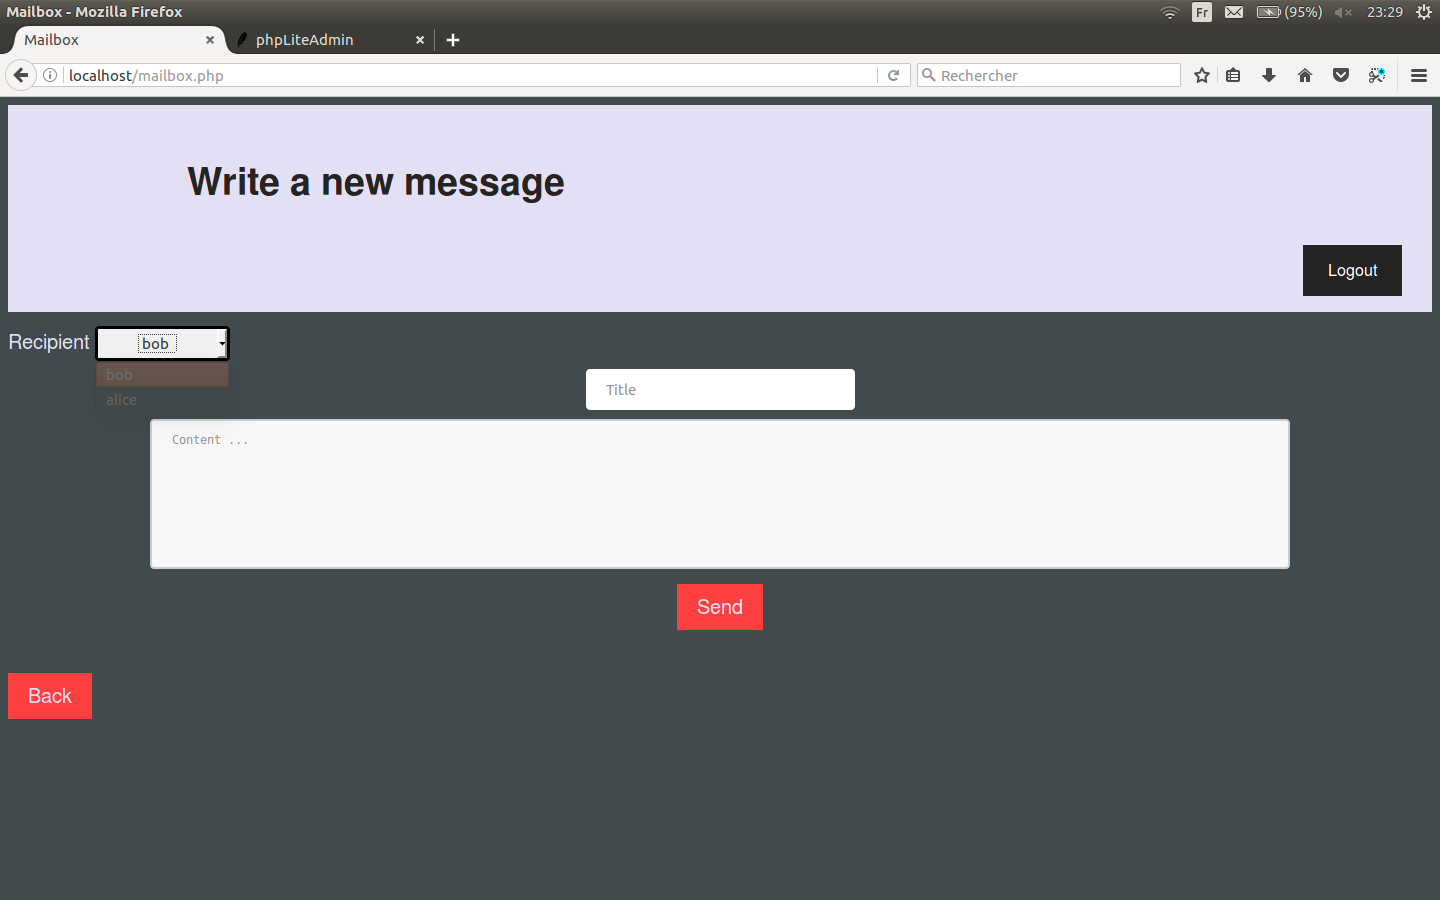 Mailbox - Mozilla Firefox
Fr
(95%)
23:29
Mailbox
phpLiteAdmin
localhost/mailbox.php
Rechercher
Write a new message
Logout
Recipient
bob
bob
alice
Title
Content ...
Send
Back